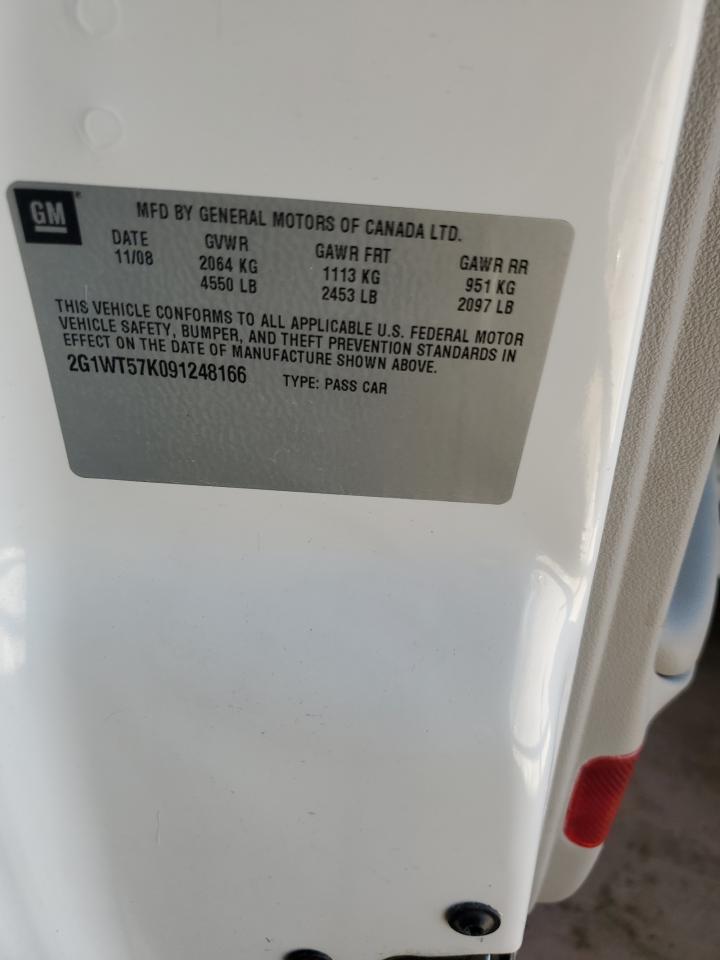 GM®
MFD BY GENERAL MOTORS OF CANADA LTD.
DATE GVWR GAWR FRT GAWR RR
11/08 2064 KG 1113 KG 951 KG
4550 LB 2453 LB 2097 LB
THIS VEHICLE CONFORMS TO ALL APPLICABLE U.S. FEDERAL MOTOR
VEHICLE SAFETY, BUMPER, AND THEFT PREVENTION STANDARDS IN
EFFECT ON THE DATE OF MANUFACTURE SHOWN ABOVE.
2G1WT57K091248166 TYPE: PASS CAR